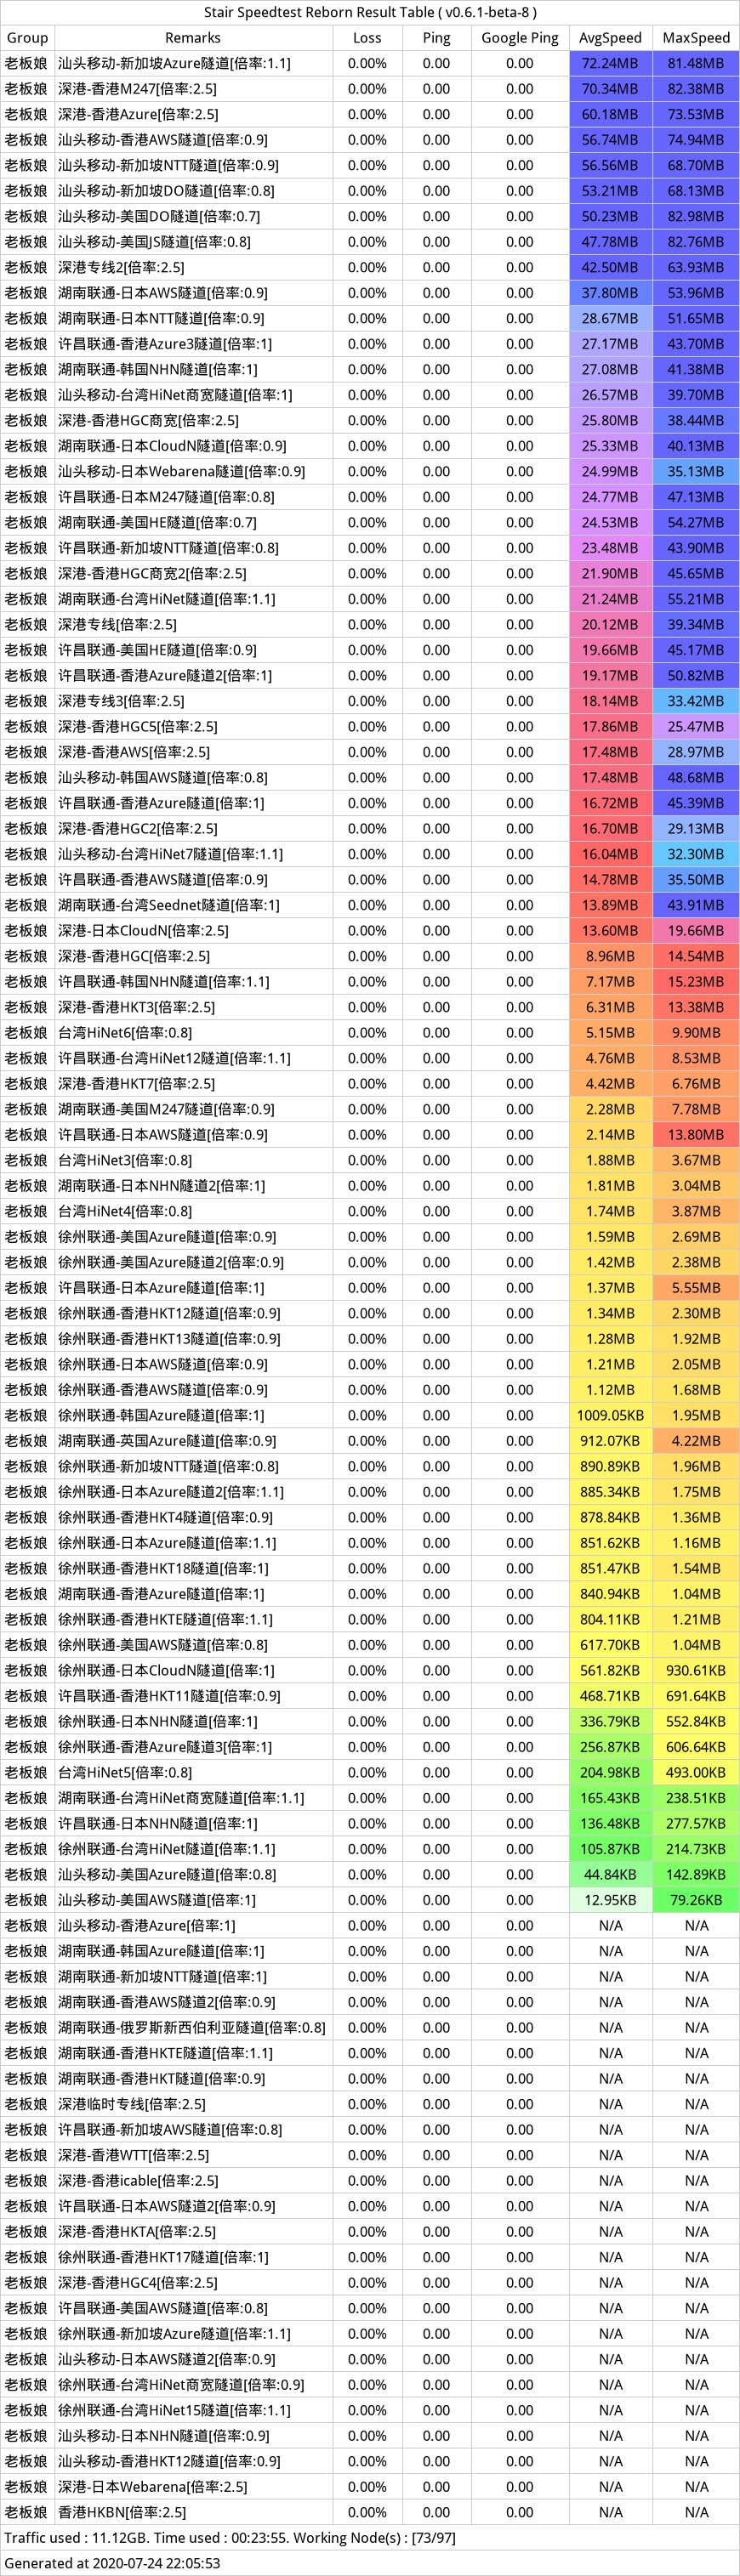 Stair Speedtest Reborn Result Table ( v0.6.1-beta-8 )
Group Remarks Loss Ping Google Ping AvgSpeed MaxSpeed
老板娘 汕头移动-新加坡Azure隧道[倍率:1.1] 0.00% 0.00 0.00 72.24MB 81.48MB
老板娘 深港-香港M247[倍率:2.5] 0.00% 0.00 0.00 70.34MB 82.38MB
老板娘 深港-香港Azure[倍率:2.5] 0.00% 0.00 0.00 60.18MB 73.53MB
老板娘 汕头移动-香港AWS隧道[倍率:0.9] 0.00% 0.00 0.00 56.74MB 74.94MB
老板娘 汕头移动-新加坡NTT隧道[倍率:0.9] 0.00% 0.00 0.00 56.56MB 68.70MB
老板娘 汕头移动-新加坡DO隧道[倍率:0.8] 0.00% 0.00 0.00 53.21MB 68.13MB
老板娘 汕头移动-美国DO隧道[倍率:0.7] 0.00% 0.00 0.00 50.23MB 82.98MB
老板娘 汕头移动-美国JS隧道[倍率:0.8] 0.00% 0.00 0.00 47.78MB 82.76MB
老板娘 深港专线2[倍率:2.5] 0.00% 0.00 0.00 42.50MB 63.93MB
老板娘 湖南联通-日本AWS隧道[倍率:0.9] 0.00% 0.00 0.00 37.80MB 53.96MB
老板娘 湖南联通-日本NTT隧道[倍率:0.9] 0.00% 0.00 0.00 28.67MB 51.65MB
老板娘 许昌联通-香港Azure3隧道[倍率:1] 0.00% 0.00 0.00 27.17MB 43.70MB
老板娘 湖南联通-韩国NHN隧道[倍率:1] 0.00% 0.00 0.00 27.08MB 41.38MB
老板娘 汕头移动-台湾HiNet商宽隧道[倍率:1] 0.00% 0.00 0.00 26.57MB 39.70MB
老板娘 深港-香港HGC商宽[倍率:2.5] 0.00% 0.00 0.00 25.80MB 38.44MB
老板娘 湖南联通-日本CloudN隧道[倍率:0.9] 0.00% 0.00 0.00 25.33MB 40.13MB
老板娘 汕头移动-日本Webarena隧道[倍率:0.9] 0.00% 0.00 0.00 24.99MB 35.13MB
老板娘 许昌联通-日本M247隧道[倍率:0.8] 0.00% 0.00 0.00 24.77MB 47.13MB
老板娘 湖南联通-美国HE隧道[倍率:0.7] 0.00% 0.00 0.00 24.53MB 54.27MB
老板娘 许昌联通-新加坡NTT隧道[倍率:0.8] 0.00% 0.00 0.00 23.48MB 43.90MB
老板娘 深港-香港HGC商宽2[倍率:2.5] 0.00% 0.00 0.00 21.90MB 45.65MB
老板娘 湖南联通-台湾HiNet隧道[倍率:1.1] 0.00% 0.00 0.00 21.24MB 55.21MB
老板娘 深港专线[倍率:2.5] 0.00% 0.00 0.00 20.12MB 39.34MB
老板娘 许昌联通-美国HE隧道[倍率:0.9] 0.00% 0.00 0.00 19.66MB 45.17MB
老板娘 许昌联通-香港Azure隧道2[倍率:1] 0.00% 0.00 0.00 19.17MB 50.82MB
老板娘 深港专线3[倍率:2.5] 0.00% 0.00 0.00 18.14MB 33.42MB
老板娘 深港-香港HGC5[倍率:2.5] 0.00% 0.00 0.00 17.86MB 25.47MB
老板娘 深港-香港AWS[倍率:2.5] 0.00% 0.00 0.00 17.48MB 28.97MB
老板娘 汕头移动-韩国AWS隧道[倍率:0.8] 0.00% 0.00 0.00 17.48MB 48.68MB
老板娘 许昌联通-香港Azure隧道[倍率:1] 0.00% 0.00 0.00 16.72MB 45.39MB
老板娘 深港-香港HGC2[倍率:2.5] 0.00% 0.00 0.00 16.70MB 29.13MB
老板娘 汕头移动-台湾HiNet7隧道[倍率:1.1] 0.00% 0.00 0.00 16.04MB 32.30MB
老板娘 许昌联通-香港AWS隧道[倍率:0.9] 0.00% 0.00 0.00 14.78MB 35.50MB
老板娘 湖南联通-台湾Seednet隧道[倍率:1] 0.00% 0.00 0.00 13.89MB 43.91MB
老板娘 深港-日本CloudN[倍率:2.5] 0.00% 0.00 0.00 13.60MB 19.66MB
老板娘 深港-香港HGC[倍率:2.5] 0.00% 0.00 0.00 8.96MB 14.54MB
老板娘 许昌联通-韩国NHN隧道[倍率:1.1] 0.00% 0.00 0.00 7.17MB 15.23MB
老板娘 深港-香港HKT3[倍率:2.5] 0.00% 0.00 0.00 6.31MB 13.38MB
老板娘 台湾HiNet6[倍率:0.8] 0.00% 0.00 0.00 5.15MB 9.90MB
老板娘 许昌联通-台湾HiNet12隧道[倍率:1.1] 0.00% 0.00 0.00 4.76MB 8.53MB
老板娘 深港-香港HKT7[倍率:2.5] 0.00% 0.00 0.00 4.42MB 6.76MB
老板娘 湖南联通-美国M247隧道[倍率:0.9] 0.00% 0.00 0.00 2.28MB 7.78MB
老板娘 许昌联通-日本AWS隧道[倍率:0.9] 0.00% 0.00 0.00 2.14MB 13.80MB
老板娘 台湾HiNet3[倍率:0.8] 0.00% 0.00 0.00 1.88MB 3.67MB
老板娘 湖南联通-日本NHN隧道2[倍率:1] 0.00% 0.00 0.00 1.81MB 3.04MB
老板娘 台湾HiNet4[倍率:0.8] 0.00% 0.00 0.00 1.74MB 3.87MB
老板娘 徐州联通-美国Azure隧道[倍率:0.9] 0.00% 0.00 0.00 1.59MB 2.69MB
老板娘 徐州联通-美国Azure隧道2[倍率:0.9] 0.00% 0.00 0.00 1.42MB 2.38MB
老板娘 许昌联通-日本Azure隧道[倍率:1] 0.00% 0.00 0.00 1.37MB 5.55MB
老板娘 徐州联通-香港HKT12隧道[倍率:0.9] 0.00% 0.00 0.00 1.34MB 2.30MB
老板娘 徐州联通-香港HKT13隧道[倍率:0.9] 0.00% 0.00 0.00 1.28MB 1.92MB
老板娘 徐州联通-日本AWS隧道[倍率:0.9] 0.00% 0.00 0.00 1.21MB 2.05MB
老板娘 徐州联通-香港AWS隧道[倍率:0.9] 0.00% 0.00 0.00 1.12MB 1.68MB
老板娘 徐州联通-韩国Azure隧道[倍率:1] 0.00% 0.00 0.00 1009.05KB 1.95MB
老板娘 湖南联通-英国Azure隧道[倍率:0.9] 0.00% 0.00 0.00 912.07KB 4.22MB
老板娘 徐州联通-新加坡NTT隧道[倍率:0.8] 0.00% 0.00 0.00 890.89KB 1.96MB
老板娘 徐州联通-日本Azure隧道2[倍率:1.1] 0.00% 0.00 0.00 885.34KB 1.75MB
老板娘 徐州联通-香港HKT4隧道[倍率:0.9] 0.00% 0.00 0.00 878.84KB 1.36MB
老板娘 徐州联通-日本Azure隧道[倍率:1.1] 0.00% 0.00 0.00 851.62KB 1.16MB
老板娘 徐州联通-香港HKT18隧道[倍率:1] 0.00% 0.00 0.00 851.47KB 1.54MB
老板娘 湖南联通-香港Azure隧道[倍率:1] 0.00% 0.00 0.00 840.94KB 1.04MB
老板娘 徐州联通-香港HKTE隧道[倍率:1.1] 0.00% 0.00 0.00 804.11KB 1.21MB
老板娘 徐州联通-美国AWS隧道[倍率:0.8] 0.00% 0.00 0.00 617.70KB 1.04MB
老板娘 徐州联通-日本CloudN隧道[倍率:1] 0.00% 0.00 0.00 561.82KB 930.61KB
老板娘 许昌联通-香港HKT11隧道[倍率:0.9] 0.00% 0.00 0.00 468.71KB 691.64KB
老板娘 徐州联通-日本NHN隧道[倍率:1] 0.00% 0.00 0.00 336.79KB 552.84KB
老板娘 徐州联通-香港Azure隧道3[倍率:1] 0.00% 0.00 0.00 256.87KB 606.64KB
老板娘 台湾HiNet5[倍率:0.8] 0.00% 0.00 0.00 204.98KB 493.00KB
老板娘 湖南联通-台湾HiNet商宽隧道[倍率:1.1] 0.00% 0.00 0.00 165.43KB 238.51KB
老板娘 许昌联通-日本NHN隧道[倍率:1] 0.00% 0.00 0.00 136.48KB 277.57KB
老板娘 徐州联通-台湾HiNet隧道[倍率:1.1] 0.00% 0.00 0.00 105.87KB 214.73KB
老板娘 汕头移动-美国Azure隧道[倍率:0.8] 0.00% 0.00 0.00 44.84KB 142.89KB
老板娘 汕头移动-美国AWS隧道[倍率:1] 0.00% 0.00 0.00 12.95KB 79.26KB
老板娘 汕头移动-香港Azure[倍率:1] 0.00% 0.00 0.00 N/A N/A
老板娘 湖南联通-韩国Azure隧道[倍率:1] 0.00% 0.00 0.00 N/A N/A
老板娘 湖南联通-新加坡NTT隧道[倍率:1] 0.00% 0.00 0.00 N/A N/A
老板娘 湖南联通-香港AWS隧道2[倍率:0.9] 0.00% 0.00 0.00 N/A N/A
老板娘 湖南联通-俄罗斯新西伯利亚隧道[倍率:0.8] 0.00% 0.00 0.00 N/A N/A
老板娘 湖南联通-香港HKTE隧道[倍率:1.1] 0.00% 0.00 0.00 N/A N/A
老板娘 湖南联通-香港HKT隧道[倍率:0.9] 0.00% 0.00 0.00 N/A N/A
老板娘 深港临时专线[倍率:2.5] 0.00% 0.00 0.00 N/A N/A
老板娘 许昌联通-新加坡AWS隧道[倍率:0.8] 0.00% 0.00 0.00 N/A N/A
老板娘 深港-香港WTT[倍率:2.5] 0.00% 0.00 0.00 N/A N/A
老板娘 深港-香港icable[倍率:2.5] 0.00% 0.00 0.00 N/A N/A
老板娘 许昌联通-日本AWS隧道2[倍率:0.9] 0.00% 0.00 0.00 N/A N/A
老板娘 深港-香港HKTA[倍率:2.5] 0.00% 0.00 0.00 N/A N/A
老板娘 徐州联通-香港HKT17隧道[倍率:1] 0.00% 0.00 0.00 N/A N/A
老板娘 深港-香港HGC4[倍率:2.5] 0.00% 0.00 0.00 N/A N/A
老板娘 许昌联通-美国AWS隧道[倍率:0.8] 0.00% 0.00 0.00 N/A N/A
老板娘 徐州联通-新加坡Azure隧道[倍率:1.1] 0.00% 0.00 0.00 N/A N/A
老板娘 汕头移动-日本AWS隧道2[倍率:0.9] 0.00% 0.00 0.00 N/A N/A
老板娘 徐州联通-台湾HiNet商宽隧道[倍率:0.9] 0.00% 0.00 0.00 N/A N/A
老板娘 徐州联通-台湾HiNet15隧道[倍率:1.1] 0.00% 0.00 0.00 N/A N/A
老板娘 汕头移动-日本NHN隧道[倍率:0.9] 0.00% 0.00 0.00 N/A N/A
老板娘 汕头移动-香港HKT12隧道[倍率:0.9] 0.00% 0.00 0.00 N/A N/A
老板娘 深港-日本Webarena[倍率:2.5] 0.00% 0.00 0.00 N/A N/A
老板娘 香港HKBN[倍率:2.5] 0.00% 0.00 0.00 N/A N/A
Traffic used : 11.12GB. Time used : 00:23:55. Working Node(s) : [73/97]
Generated at 2020-07-24 22:05:53